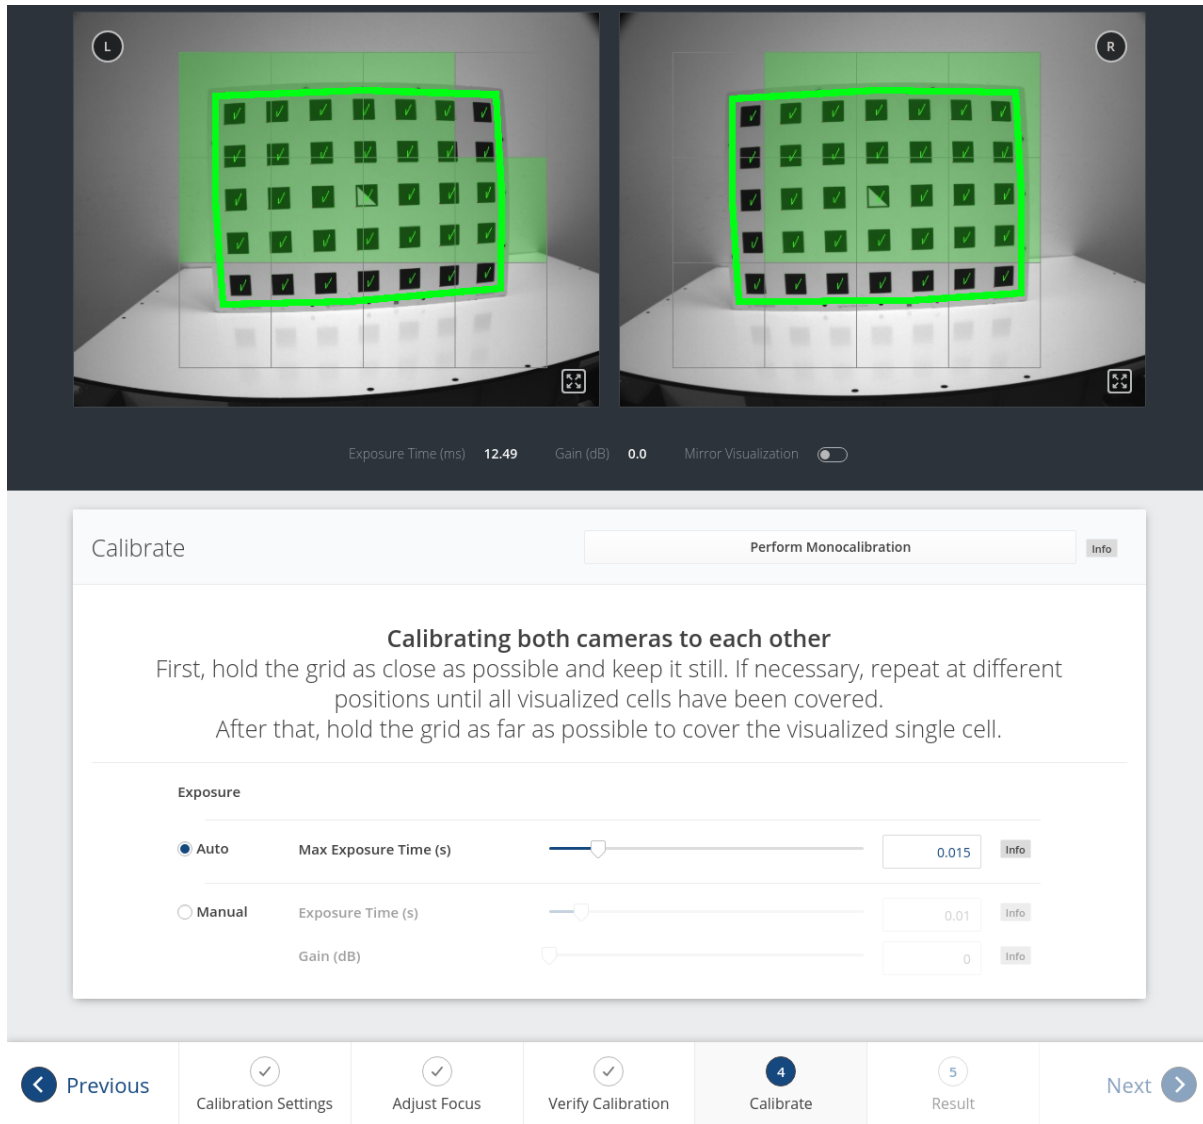 L
R
Exposure Time (ms) 12.49 Gain (dB) 0.0 Mirror Visualization
Calibrate
Perform Monocalibration
Info
Calibrating both cameras to each other
First, hold the grid as close as possible and keep it still. If necessary, repeat at different
positions until all visualized cells have been covered.
After that, hold the grid as far as possible to cover the visualized single cell.
Exposure
Auto Max Exposure Time (s) 0.015 Info
Manual Exposure Time (s) 0.01 Info
Gain (dB) 0 Info
Previous
Calibration Settings
Adjust Focus
Verify Calibration
4
Calibrate
5
Result
Next